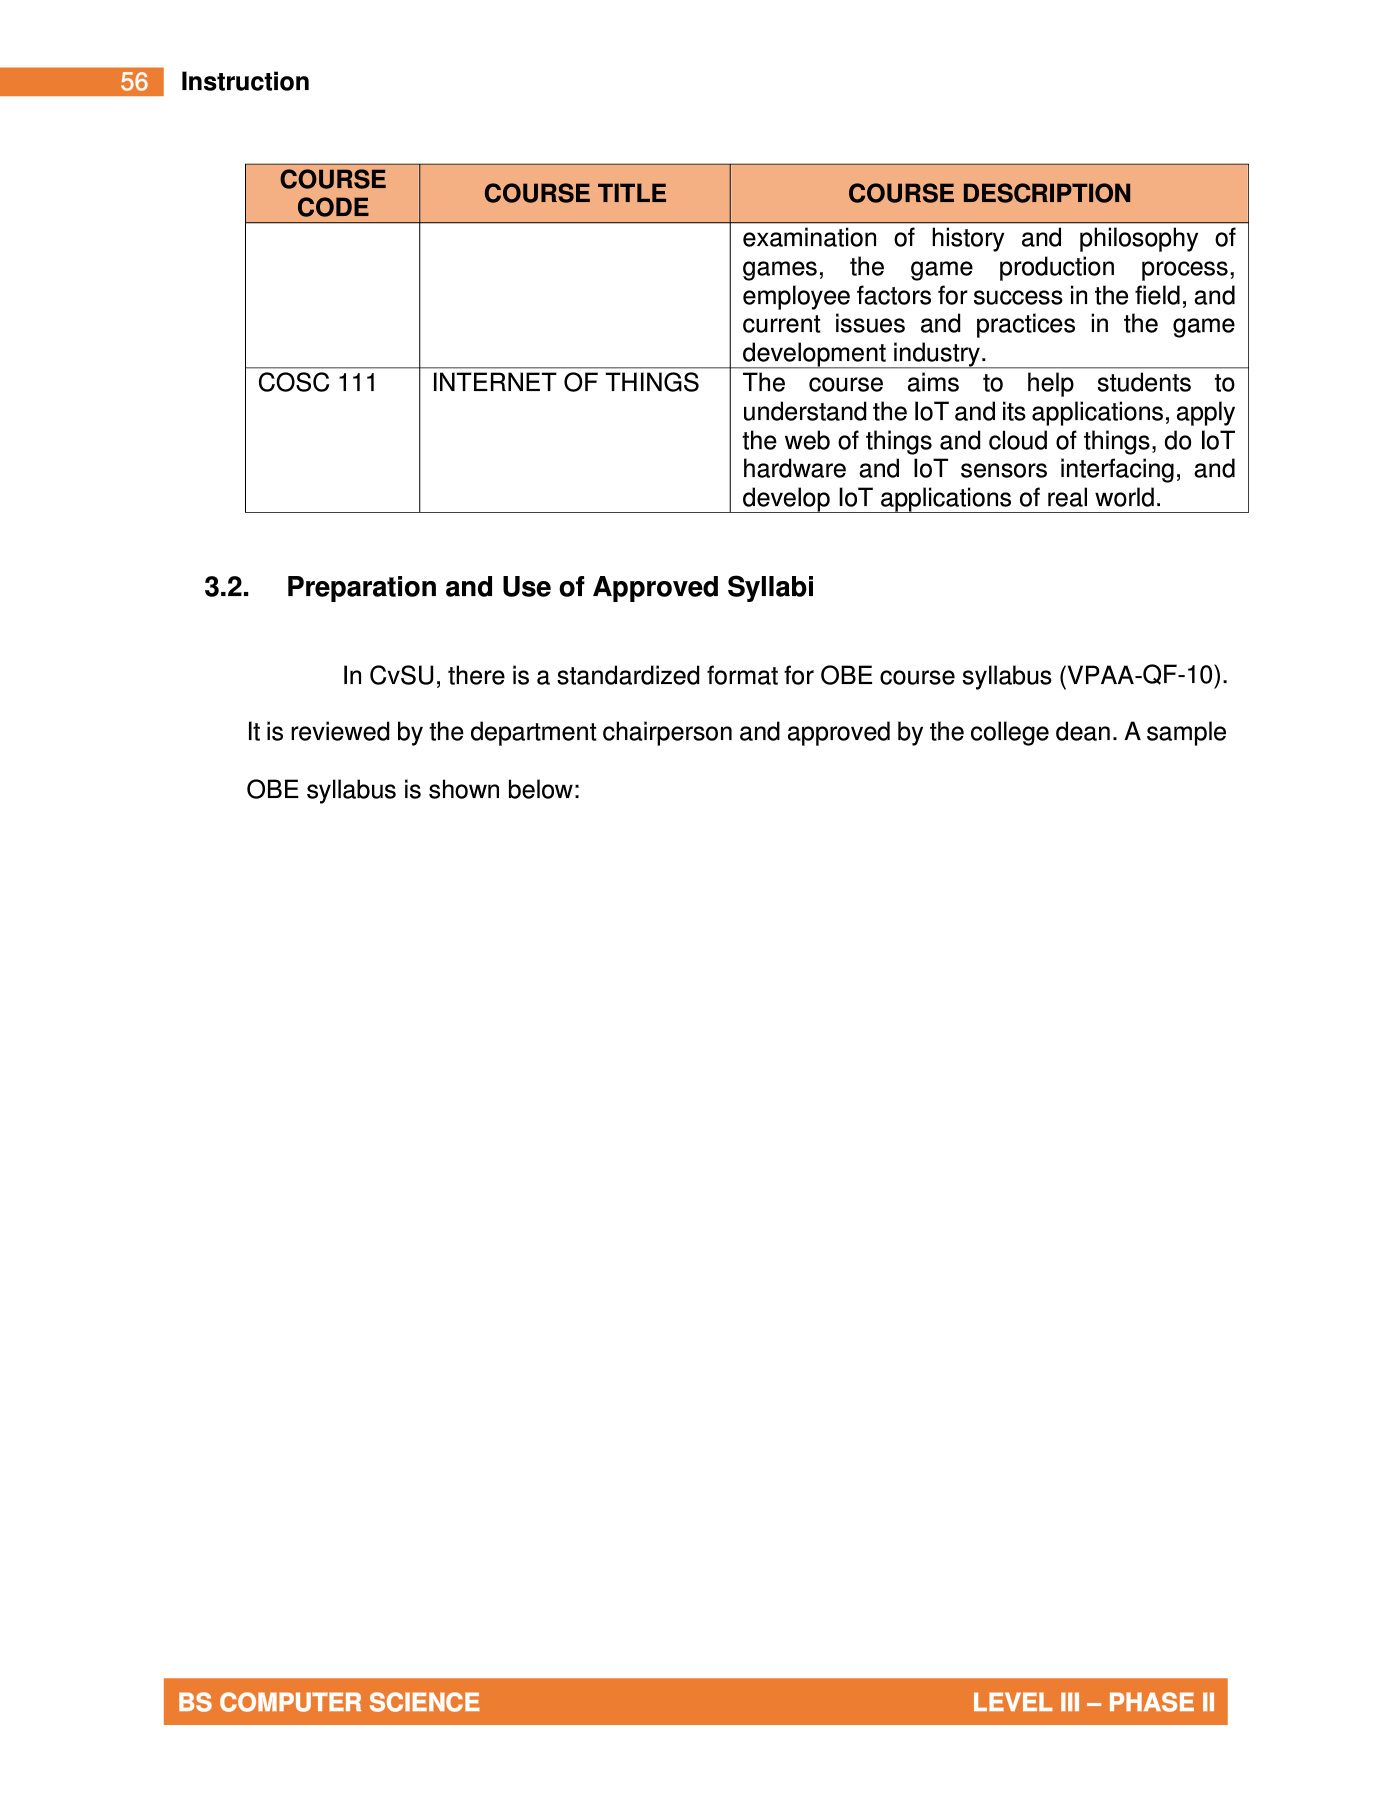 56 Instruction
COURSE CODE COURSE TITLE COURSE DESCRIPTION
examination of history and philosophy of
games, the game production process,
employee factors for success in the field, and
current issues and practices in the game
development industry.
COSC 111 INTERNET OF THINGS The course aims to help students to
understand the IoT and its applications, apply
the web of things and cloud of things, do IoT
hardware and IoT sensors interfacing, and
develop IoT applications of real world.
3.2. Preparation and Use of Approved Syllabi
In CvSU, there is a standardized format for OBE course syllabus (VPAA-QF-10).
It is reviewed by the department chairperson and approved by the college dean. A sample
OBE syllabus is shown below:
BS COMPUTER SCIENCE LEVEL III – PHASE II